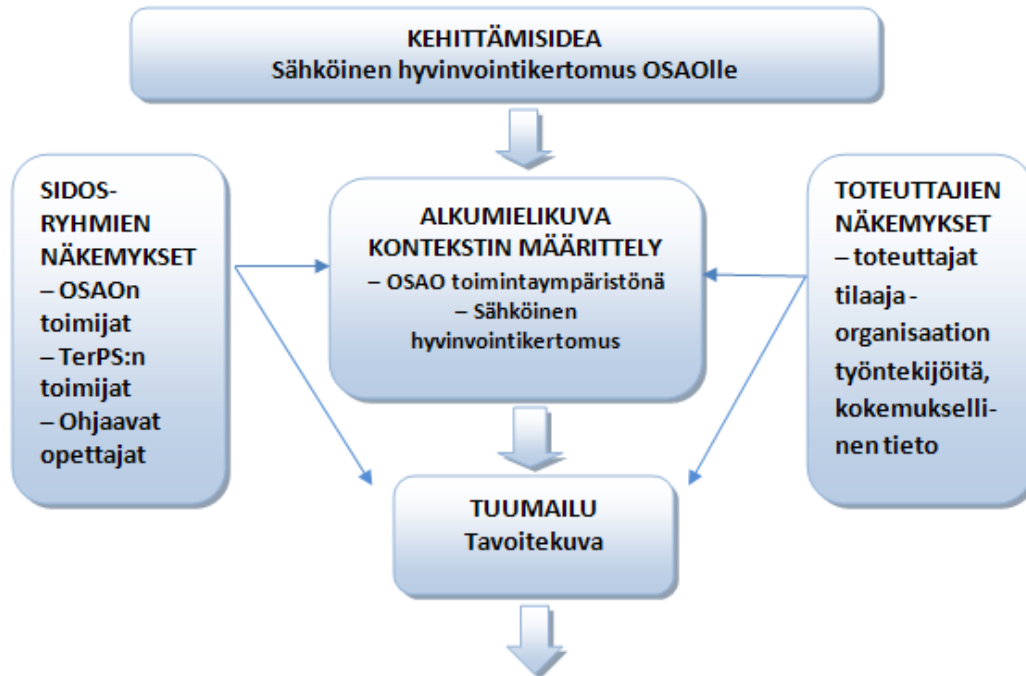 KEHITTÄMISIDEA
Sähköinen hyvinvointikertomus OSAOlle
SIDOS-
RYHMIEN
NÄKEMYKSET
– OSAOn
toimijat
– TerPS:n
toimijat
– Ohjaavat
opettajat
ALKUMIELIKUVA
KONTEKSTIN MÄÄRITTELY
– OSAO toimintaympäristönä
– Sähköinen
hyvinvointikertomus
TOTEUTTAJIEN
NÄKEMYKSET
– toteuttajat
tilaaja -
organisaation
työntekijöitä,
kokemukselli-
nen tieto
TUUMAILU
Tavoitekuva